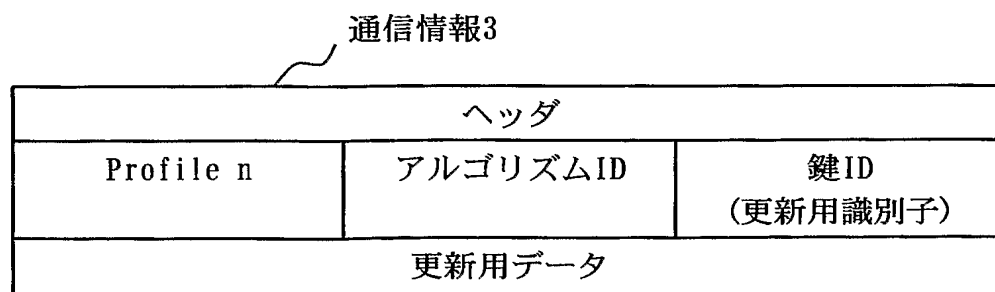 通信情報3
ヘッダ
Profile n
アルゴリズムID
鍵ID
(更新用識別子)
更新用データ